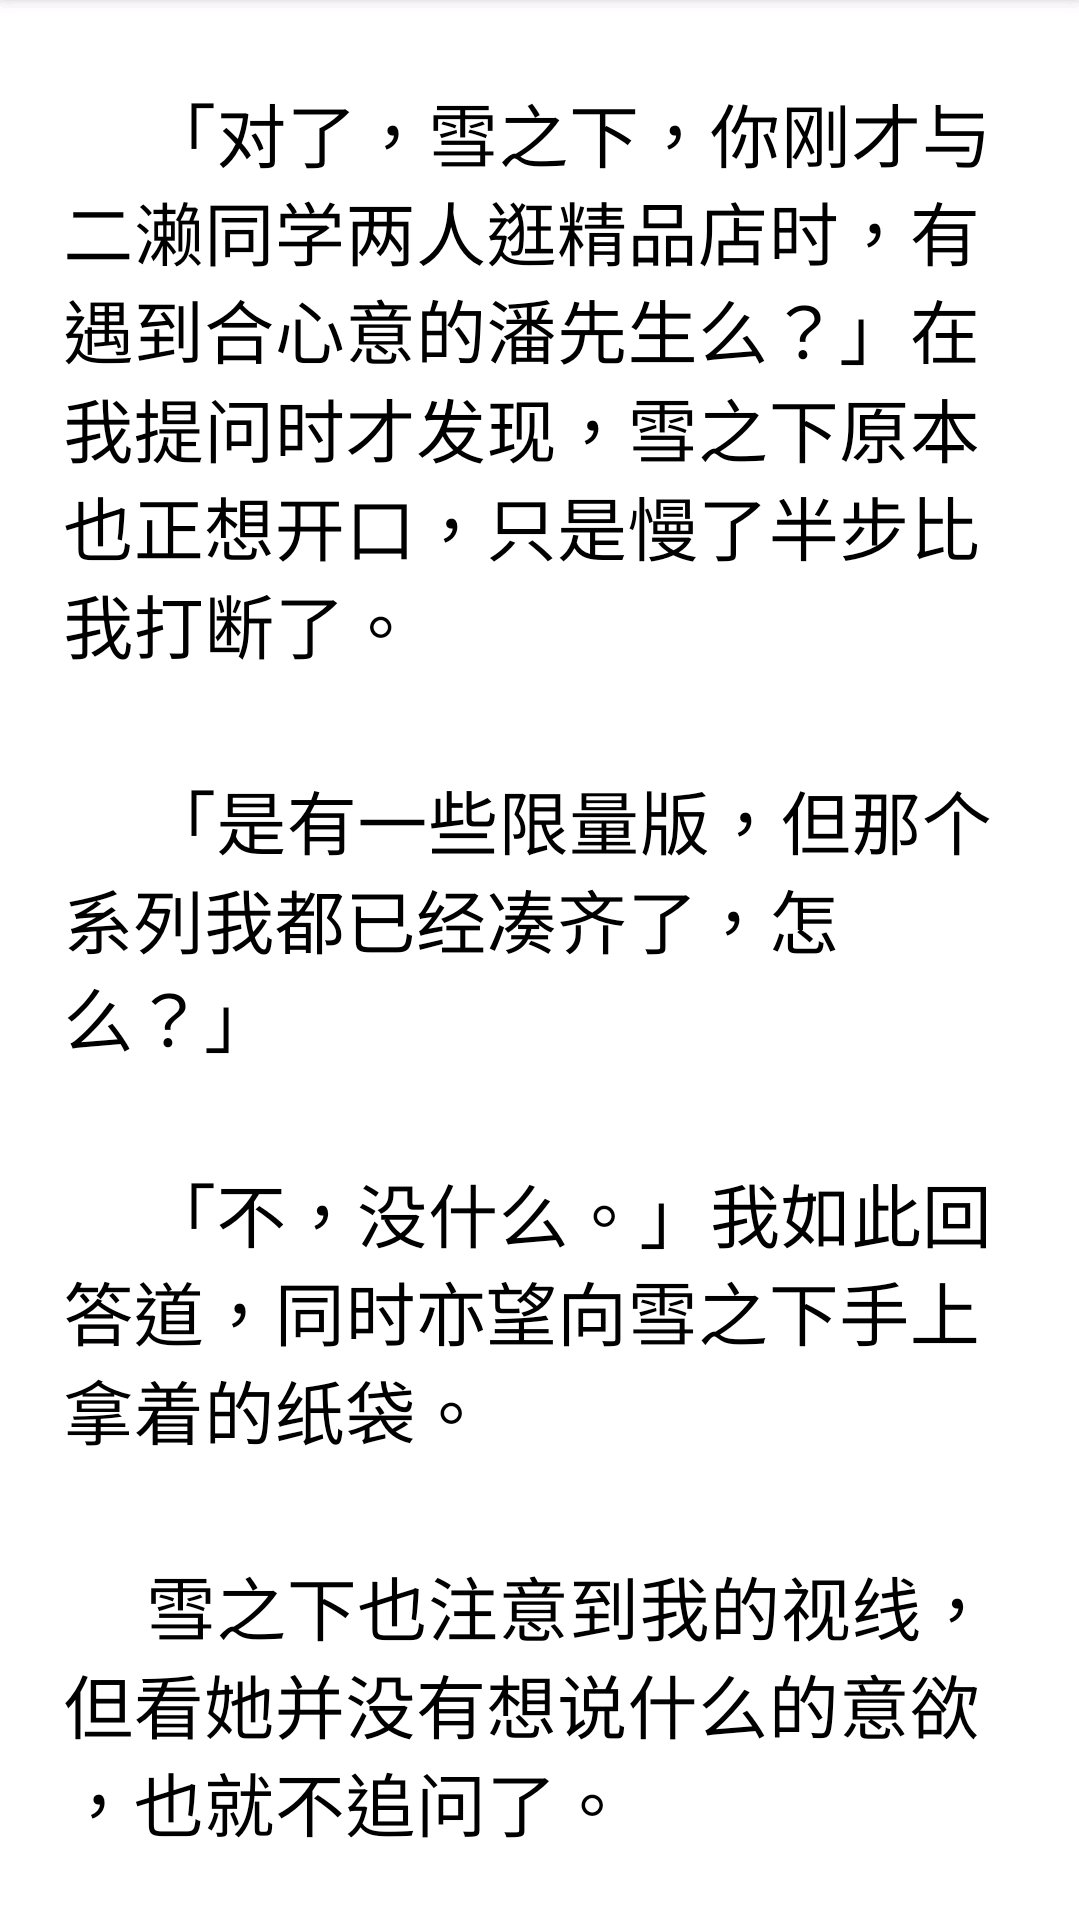 「对了，雪之下，你刚才与
二濑同学两人逛精品店时，有
遇到合心意的潘先生么？」在
我提问时才发现，雪之下原本
也正想开口，只是慢了半步比
我打断了。
「是有一些限量版，但那个
系列我都已经凑齐了，怎
么？」
「不，没什么。」我如此回
答道，同时亦望向雪之下手上
拿着的纸袋。
雪之下也注意到我的视线，
但看她并没有想说什么的意欲
，也就不追问了。